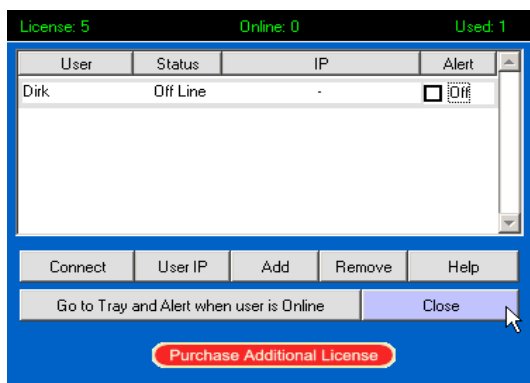 License: 5 Online: 0 Used: 1
User Status IP Alert
Dirk Off Line - Off
Connect User IP Add Remove Help
Go to Tray and Alert when user is Online Close
Purchase Additional License